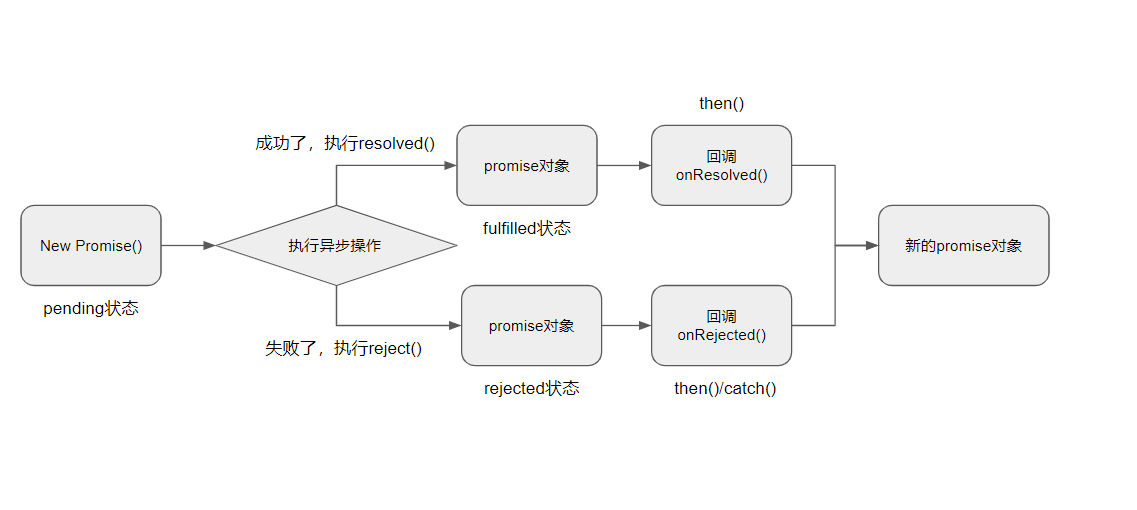 New Promise()
pending状态
执行异步操作
成功了，执行resolved()
promise对象
fulfilled状态
then()
回调
onResolved()
失败了，执行reject()
promise对象
rejected状态
回调
onRejected()
then()/catch()
新的promise对象